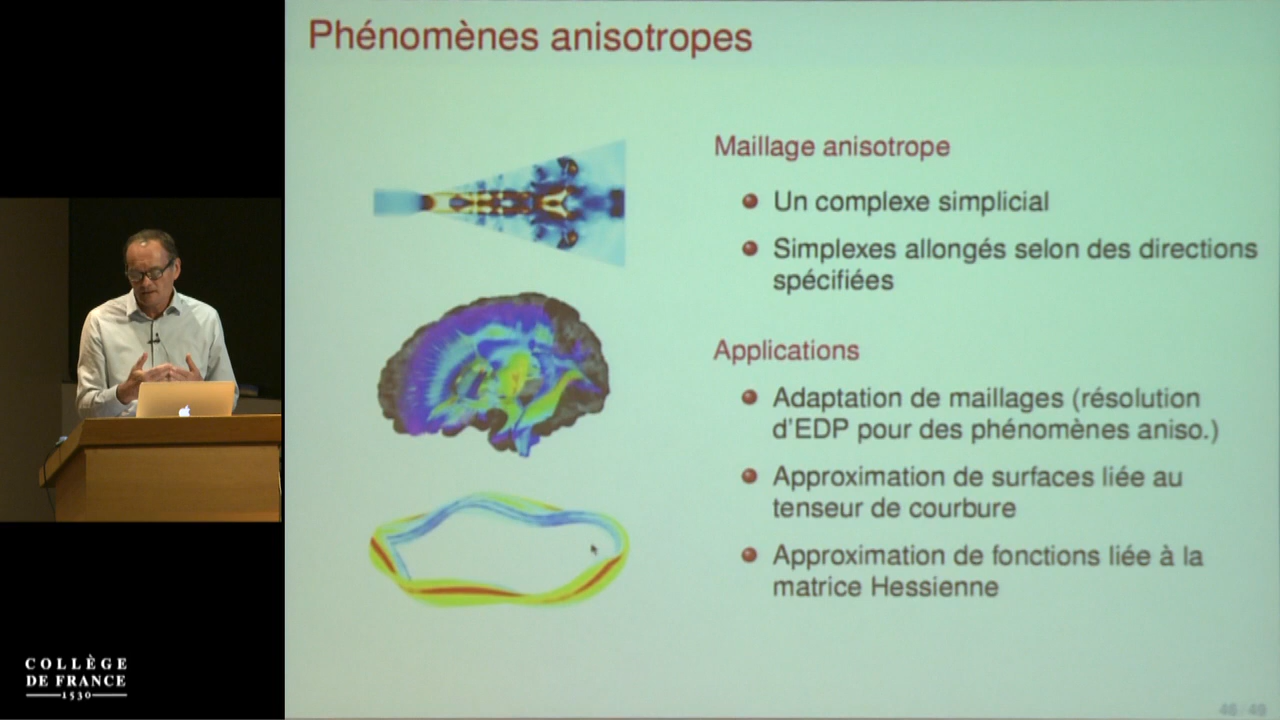 Phénomènes anisotropes
Maillage anisotrope
Un complexe simplicial
Simplexes allongés selon des directions
spécifiées
Applications
Adaptation de maillages (résolution
d'EDP pour des phénomènes aniso.)
Approximation de surfaces liée au
tenseur de courbure
Approximation de fonctions liée à la
matrice Hessienne
COLLÈGE
DE FRANCE
1530